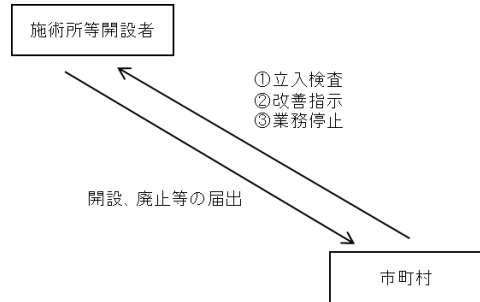 施術所等開設者
①立入検査
②改善指示
③業務停止
開設、廃止等の届出
市町村